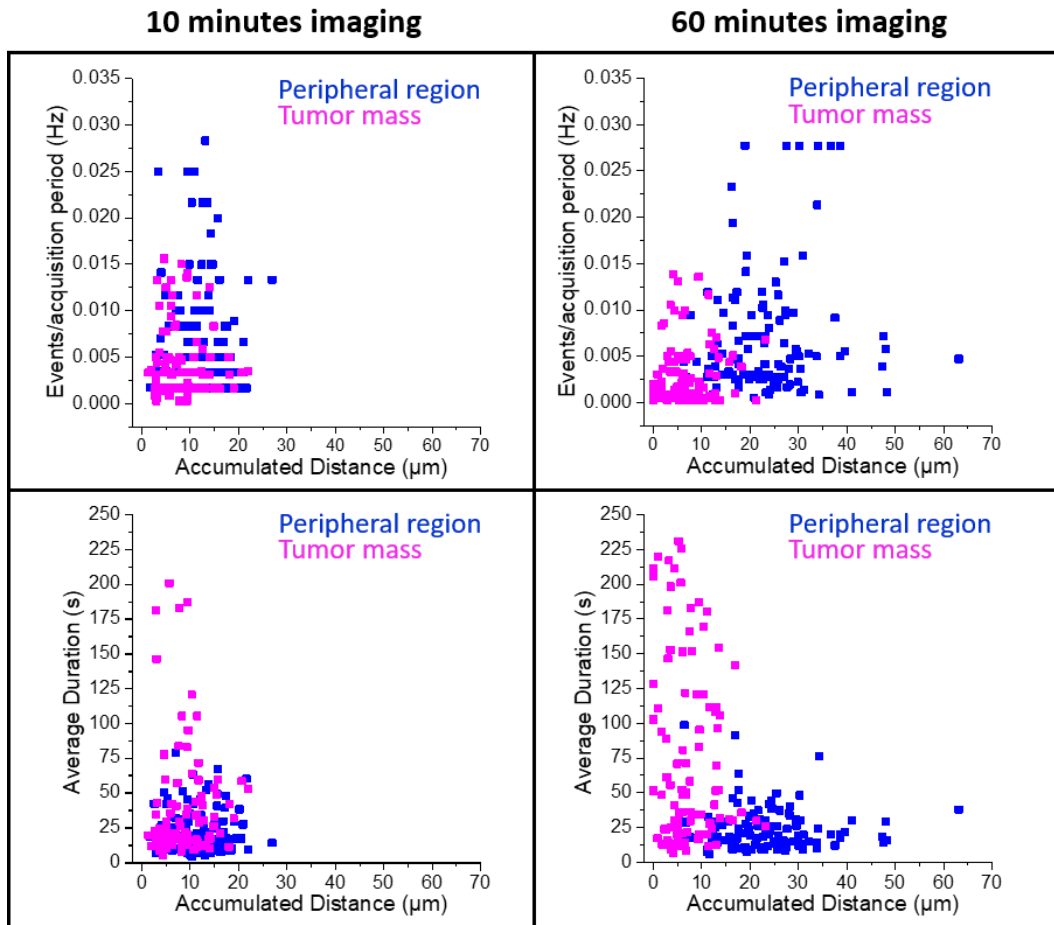 10 minutes imaging
60 minutes imaging
Events/acquisition period (Hz)
0.035
0.030
0.025
0.020
0.015
0.010
0.005
0.000
Peripheral region
Tumor mass
0 10 20 30 40 50 60 70
Accumulated Distance (µm)
Events/acquisition period (Hz)
0.035
0.030
0.025
0.020
0.015
0.010
0.005
0.000
Peripheral region
Tumor mass
0 10 20 30 40 50 60 70
Accumulated Distance (µm)
Average Duration (s)
250
225
200
175
150
125
100
75
50
25
0
Peripheral region
Tumor mass
0 10 20 30 40 50 60 70
Accumulated Distance (µm)
Average Duration (s)
250
225
200
175
150
125
100
75
50
25
0
Peripheral region
Tumor mass
0 10 20 30 40 50 60 70
Accumulated Distance (µm)